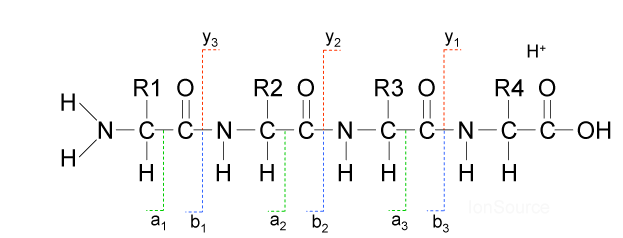 y3 y2 y1
H+
R1 O R2 O R3 O R4 O
H
N C C N C C N C C N C C OH
H
H H H H H H H
a1 b1 a2 b2 a3 b3
IonSource